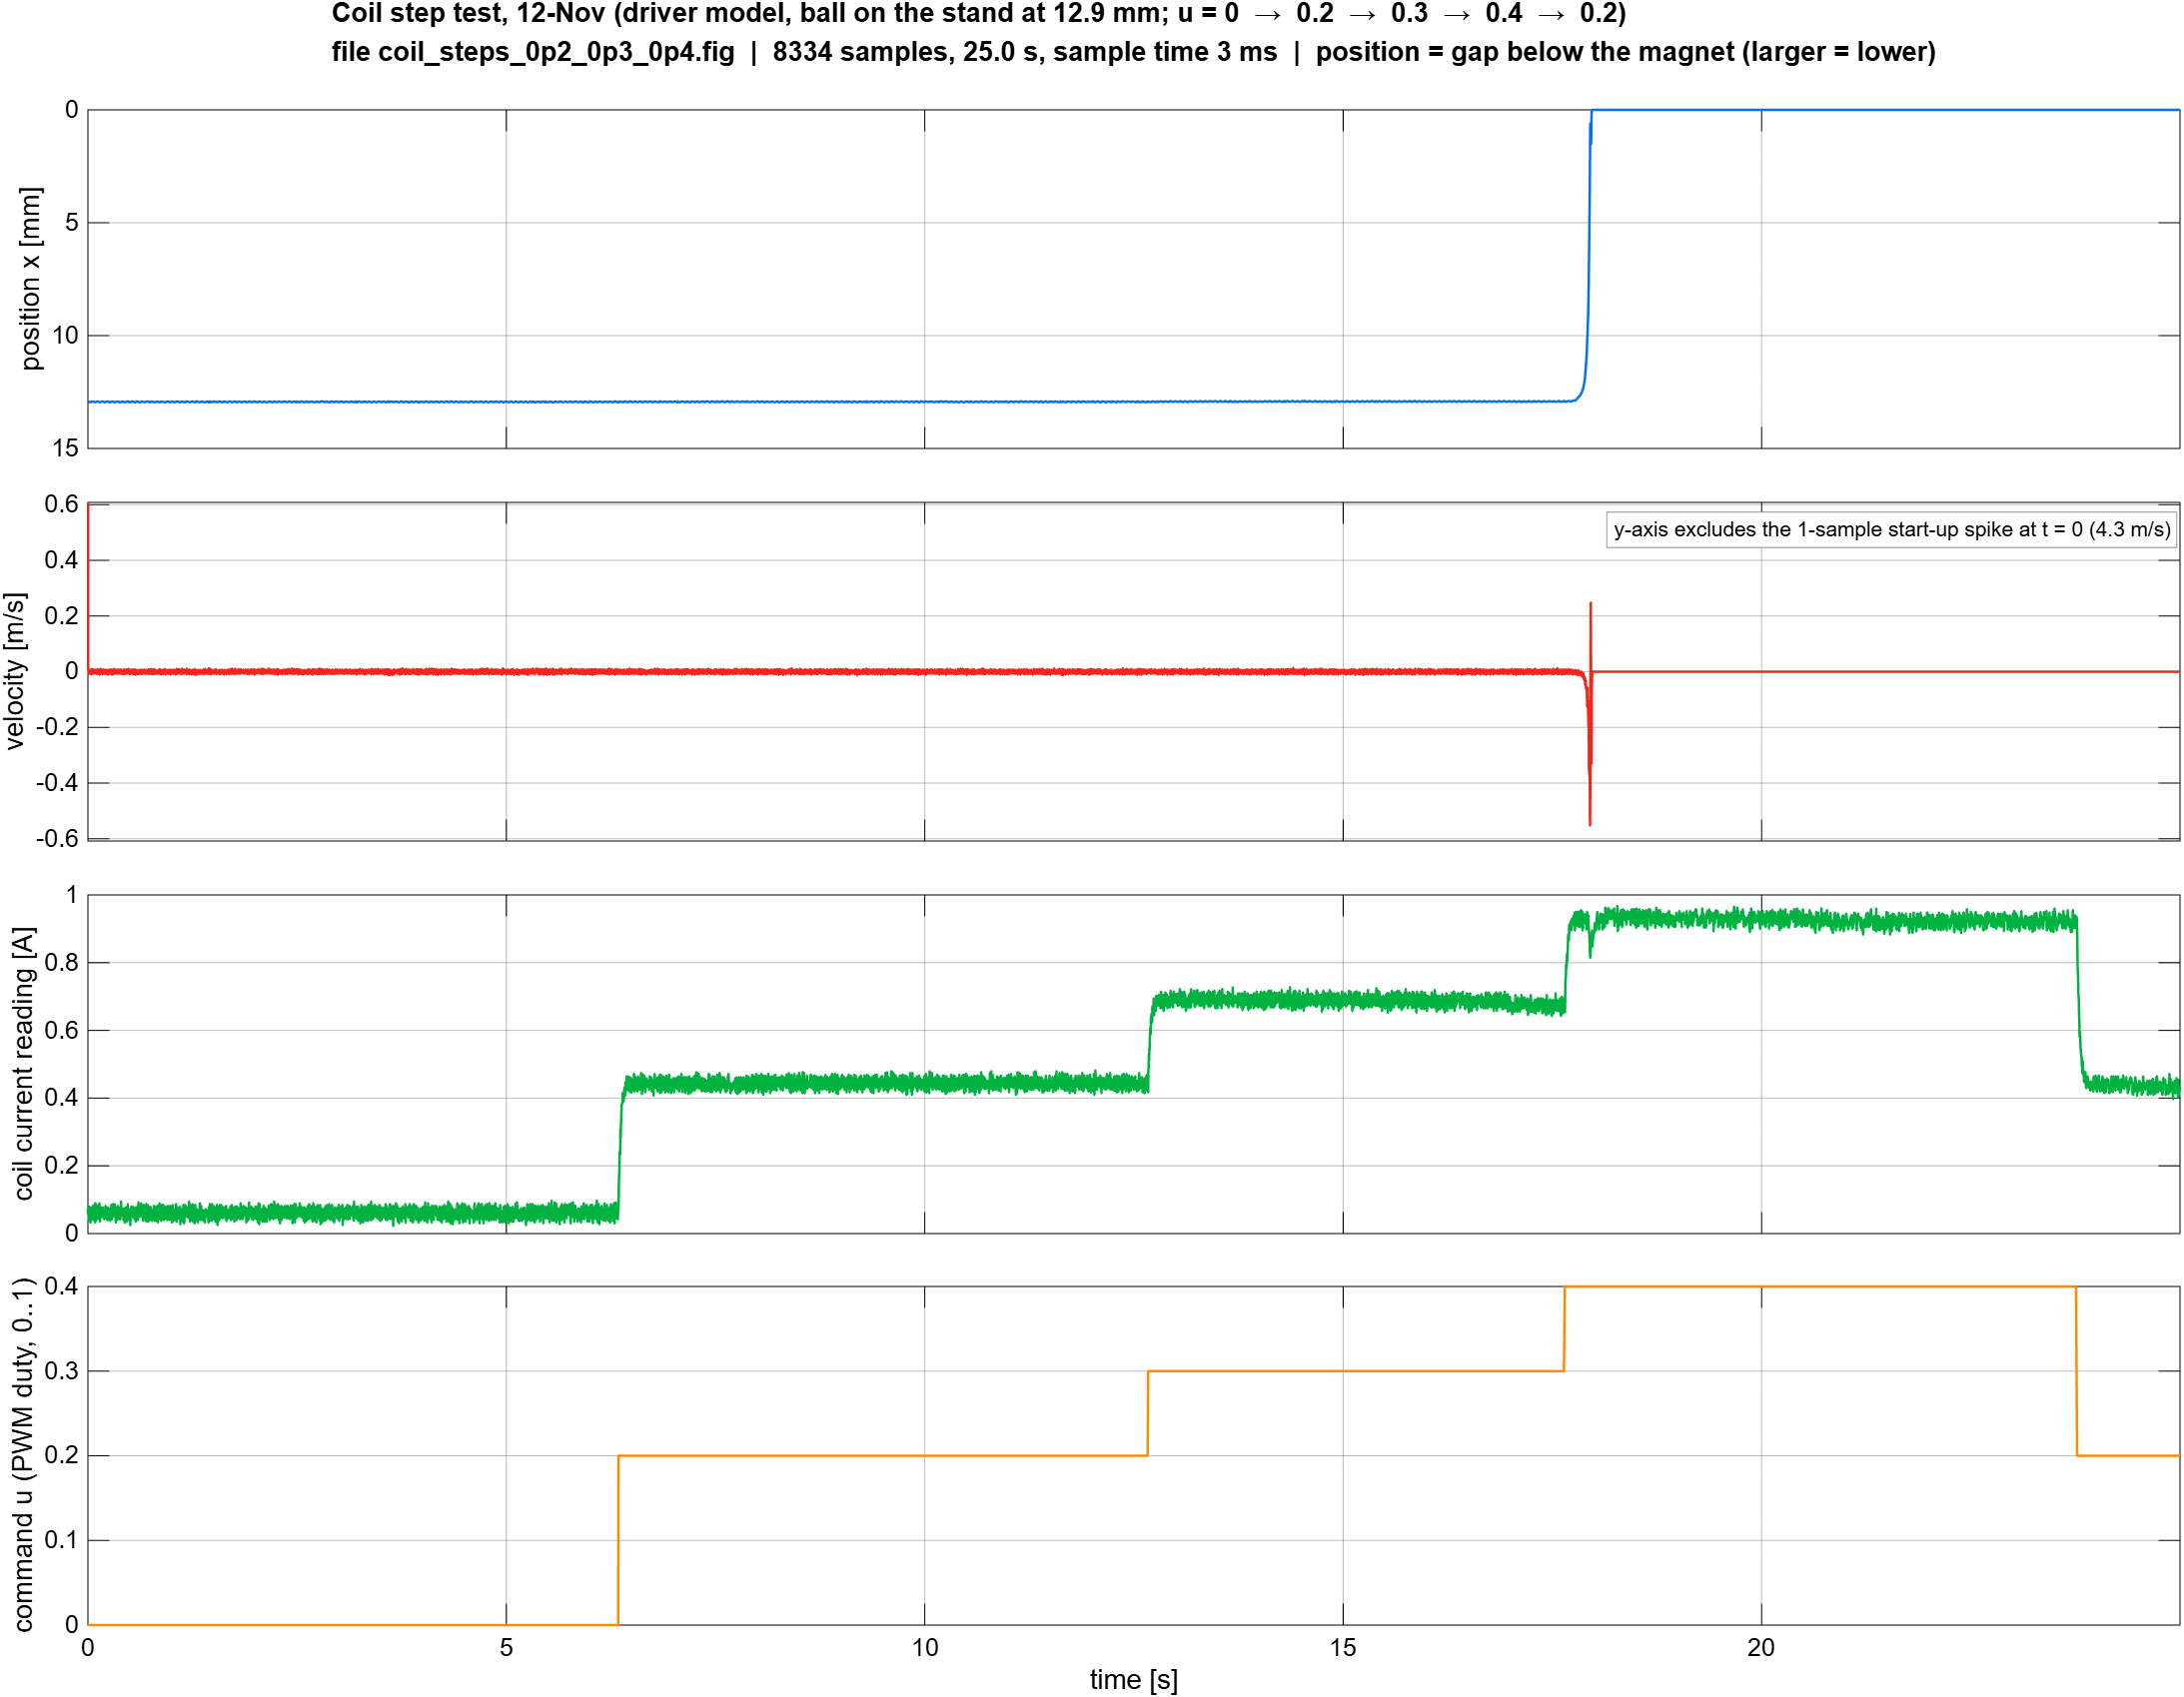 Coil step test, 12-Nov (driver model, ball on the stand at 12.9 mm; u = 0 → 0.2 → 0.3 → 0.4 → 0.2)
file coil_steps_0p2_0p3_0p4.fig | 8334 samples, 25.0 s, sample time 3 ms | position = gap below the magnet (larger = lower)
position x [mm]
0
5
10
15
velocity [m/s]
0.6
0.4
0.2
0
-0.2
-0.4
-0.6
y-axis excludes the 1-sample start-up spike at t = 0 (4.3 m/s)
coil current reading [A]
1
0.8
0.6
0.4
0.2
0
command u (PWM duty, 0..1)
0.4
0.3
0.2
0.1
0
0 5 10 15 20
time [s]